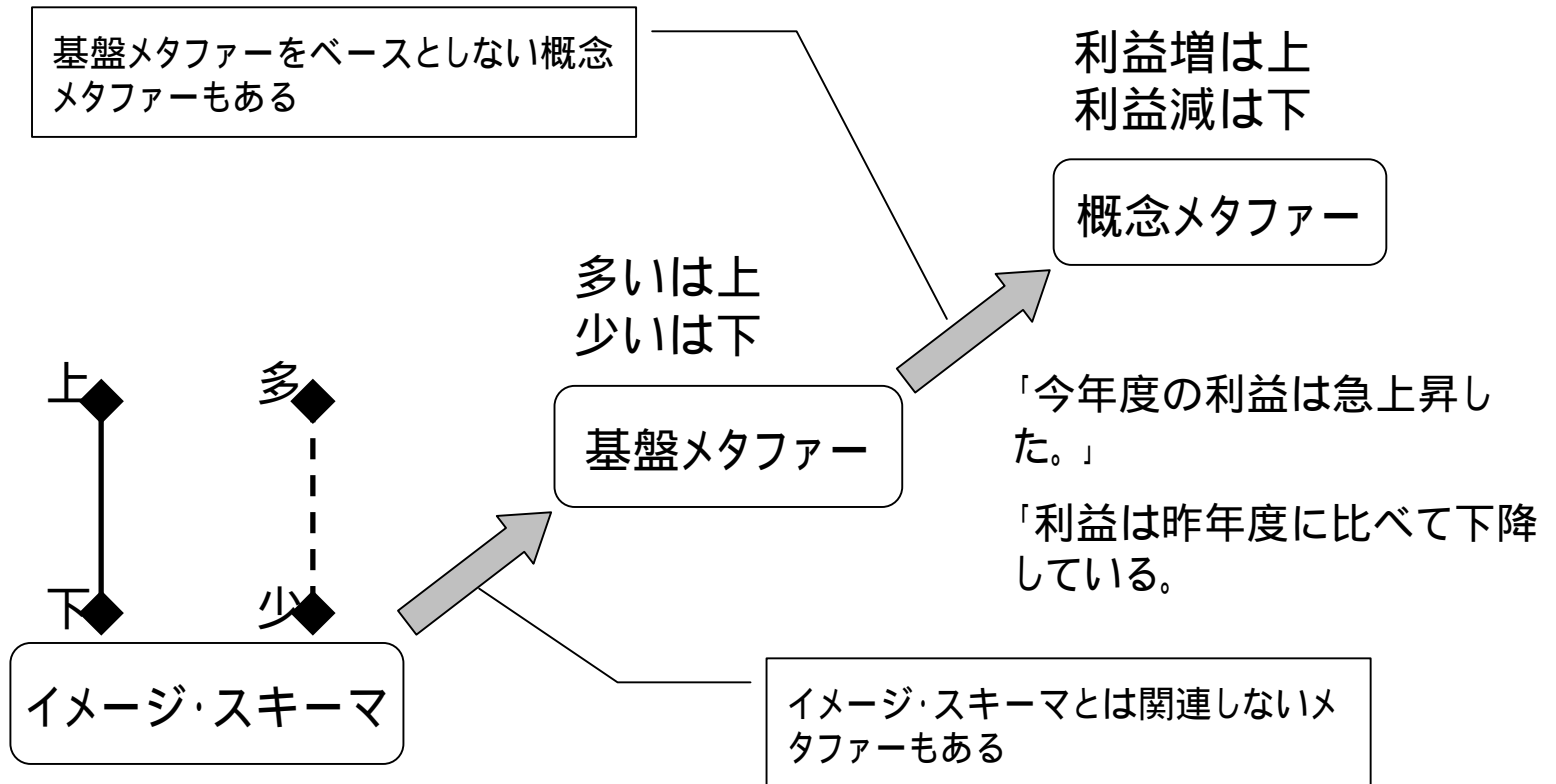 基盤メタファーをベースとしない概念
メタファーもある
利益増は上
利益減は下
概念メタファー
多いは上
少いは下
基盤メタファー
「今年度の利益は急上昇し
た。」
「利益は昨年度に比べて下降
している。
上
多
下
少
イメージ・スキーマ
イメージ・スキーマとは関連しないメ
タファーもある